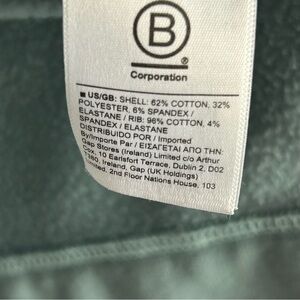 B
Corporation
■ US/GB: SHELL: 62% COTTON, 32%
POLYESTER, 6% SPANDEX /
ELASTANE / RIB: 96% COTTON, 4%
SPANDEX / ELASTANE
DISTRIBUIDO POR / Imported
By/Importe Par / ΕΙΣΑΓΕΤΑΙ ΑΠΟ ΤΗΝ:
Gap Stores (Ireland) Limited c/o Arthur
Cox, 10 Earlsfort Terrace, Dublin 2, D02
T380, Ireland. Gap (UK Holdings)
Limited, 2nd Floor Nations House, 103